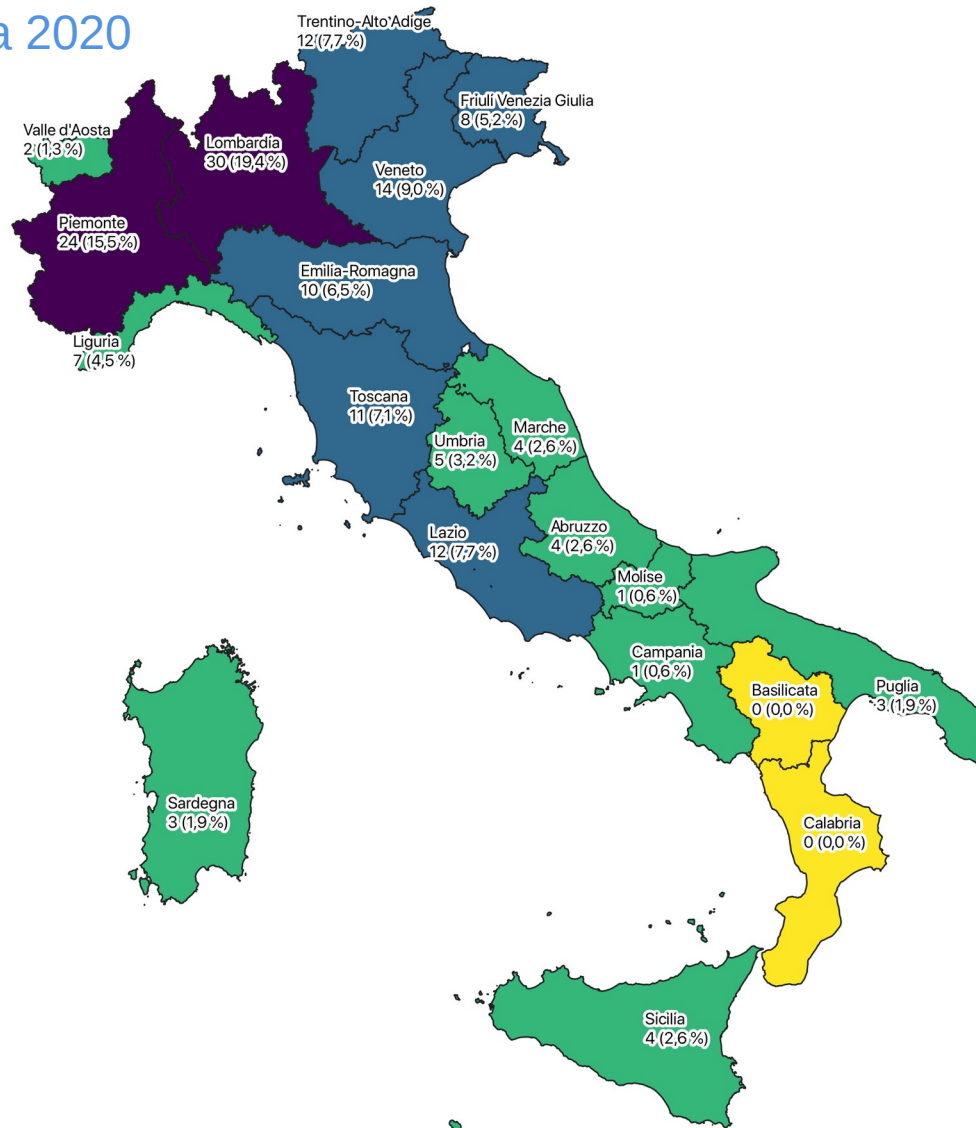 a 2020
Trentino-Alto Adige
12 (7,7 %)
Friuli Venezia Giulia
8 (5,2 %)
Valle d'Aosta
2 (1,3 %)
Lombardia
30 (19,4 %)
Veneto
14 (9,0 %)
Piemonte
24 (15,5 %)
Emilia-Romagna
10 (6,5 %)
Liguria
7 (4,5 %)
Toscana
11 (7,1 %)
Umbria
5 (3,2 %)
Marche
4 (2,6 %)
Lazio
12 (7,7 %)
Abruzzo
4 (2,6 %)
Molise
1 (0,6 %)
Campania
1 (0,6 %)
Basilicata
0 (0,0 %)
Puglia
3 (1,9 %)
Sardegna
3 (1,9 %)
Calabria
0 (0,0 %)
Sicilia
4 (2,6 %)